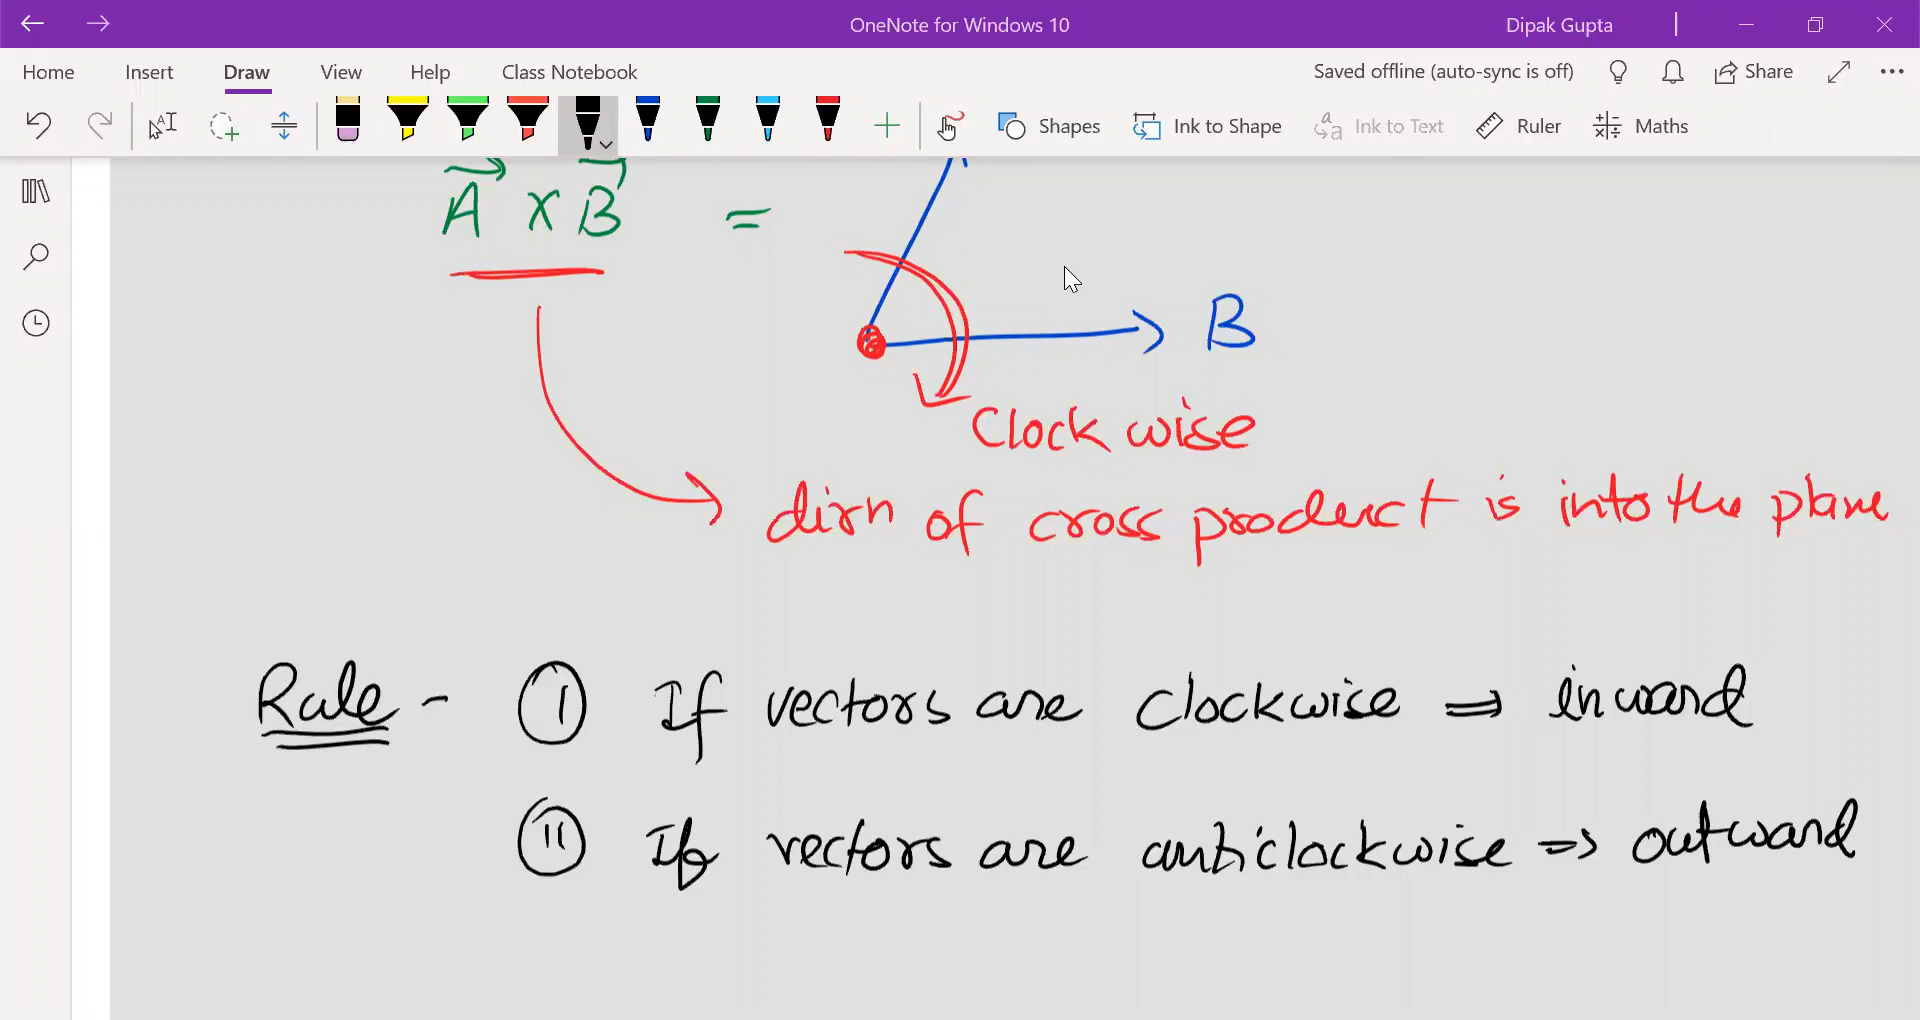 OneNote for Windows 10
Dipak Gupta
Home Insert Draw View Help Class Notebook
Saved offline (auto-sync is off)
Share
Shapes
Ink to Shape
Ink to Text
Ruler
Maths
A × B =
B
Clockwise
dirn of cross product is into the plane
Rule - (I) If vectors are clockwise ⇒ inward
(II) If vectors are anticlockwise ⇒ outward